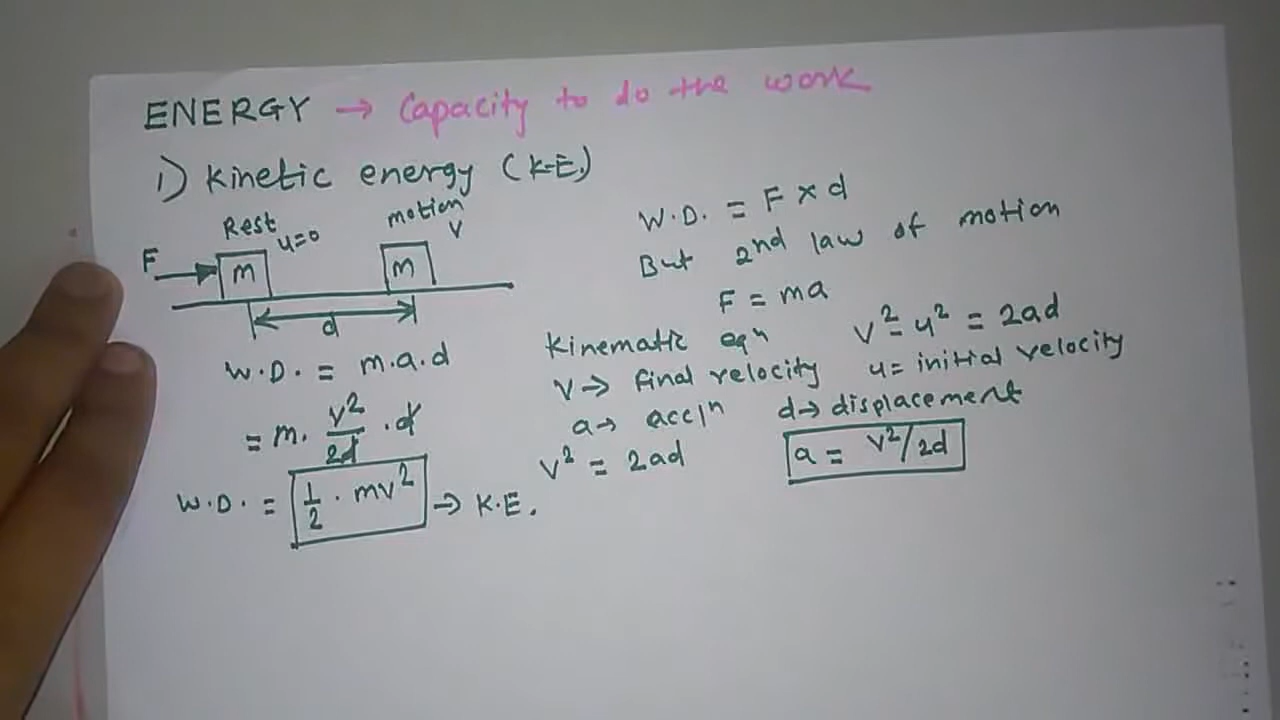 ENERGY → Capacity to do the work
i) Kinetic energy (K.E.)
Rest
u=0
motion
V
F
m
m
d
W.D. = F × d
But 2nd law of motion
F = ma
Kinematic eqⁿ v² - u² = 2ad
V → final velocity u = initial velocity
a → acclⁿ d → displacement
v² = 2ad a = v²/2d
W.D. = m.a.d
= m. v²/2d . d
W.D. = 1/2 . mv² → K.E.